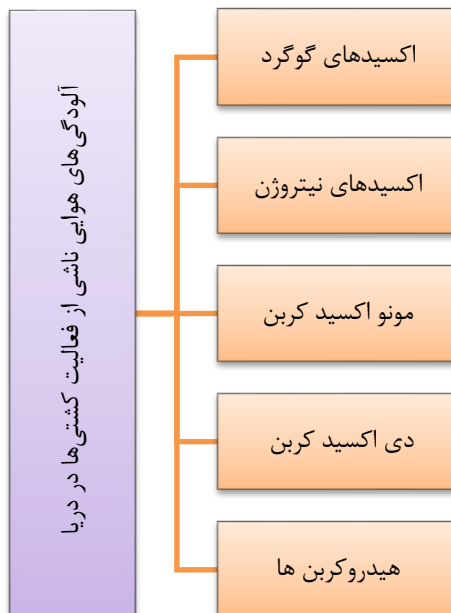 آلودگی‌های هوایی ناشی از فعالیت کشتی‌ها در دریا
اکسیدهای گوگرد
اکسیدهای نیتروژن
مونو اکسید کربن
دی اکسید کربن
هیدروکربن ها